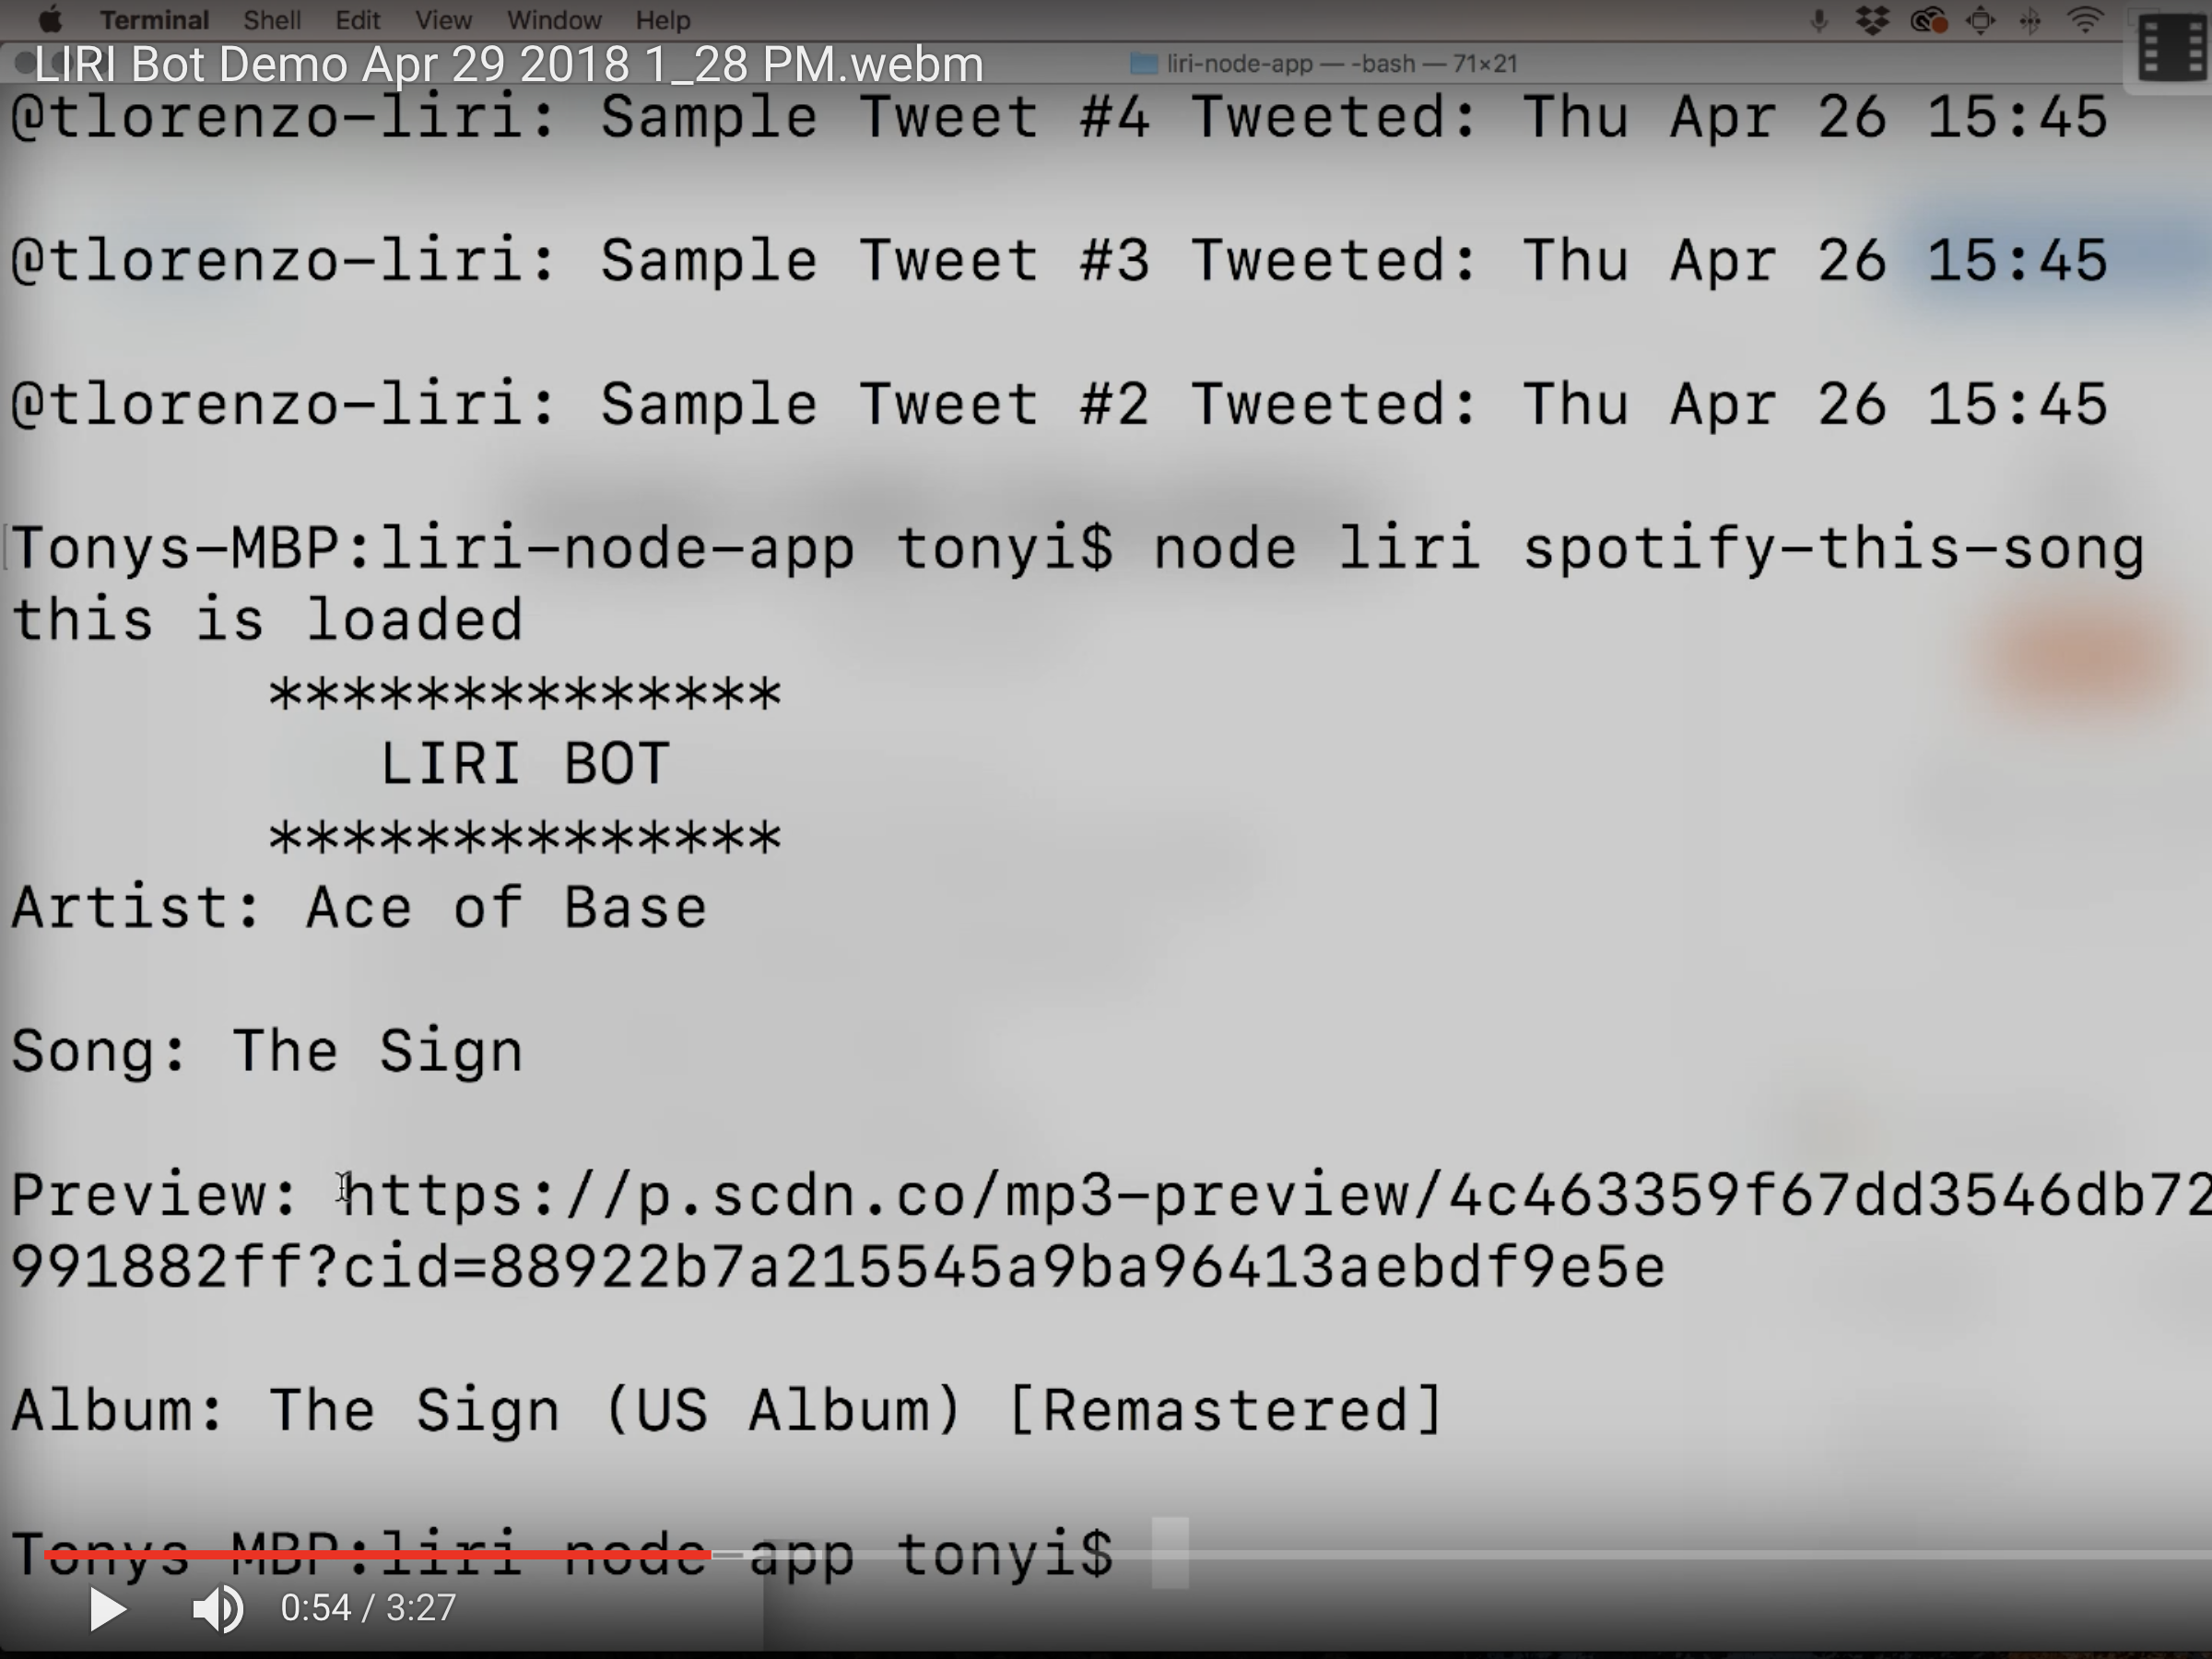 Terminal Shell Edit View Window Help
LIRI Bot Demo Apr 29 2018 1_28 PM.webm
liri-node-app — -bash — 71×21
@tlorenzo-liri: Sample Tweet #4 Tweeted: Thu Apr 26 15:45
@tlorenzo-liri: Sample Tweet #3 Tweeted: Thu Apr 26 15:45
@tlorenzo-liri: Sample Tweet #2 Tweeted: Thu Apr 26 15:45
Tonys-MBP:liri-node-app tonyi$ node liri spotify-this-song
this is loaded
**************
LIRI BOT
**************
Artist: Ace of Base
Song: The Sign
Preview: https://p.scdn.co/mp3-preview/4c463359f67dd3546db72
991882ff?cid=88922b7a215545a9ba96413aebdf9e5e
Album: The Sign (US Album) [Remastered]
Tonys-MBP:liri-node-app tonyi$
0:54 / 3:27